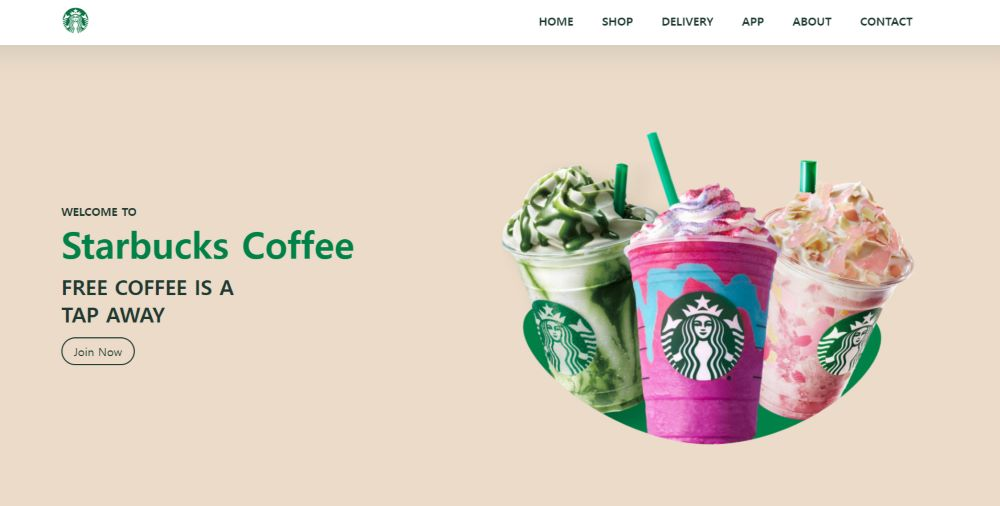 HOME SHOP DELIVERY APP ABOUT CONTACT
WELCOME TO
Starbucks Coffee
FREE COFFEE IS A
TAP AWAY
Join Now